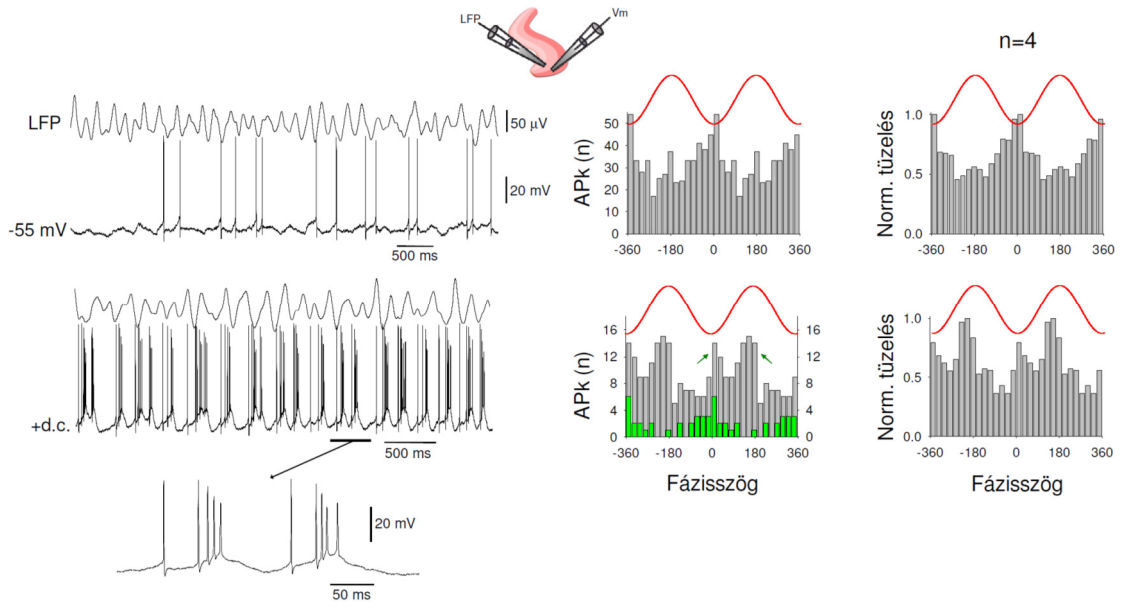 LFP
Vm
n=4
LFP
50 µV
20 mV
-55 mV
500 ms
APk (n)
50
40
30
20
10
0
-360 -180 0 180 360
Norm. tüzelés
1.0
0.5
0.0
-360 -180 0 180 360
+d.c.
500 ms
20 mV
50 ms
APk (n)
16
12
8
4
0
16
12
8
4
0
-360 -180 0 180 360
Fázisszög
Norm. tüzelés
1.0
0.5
0.0
-360 -180 0 180 360
Fázisszög